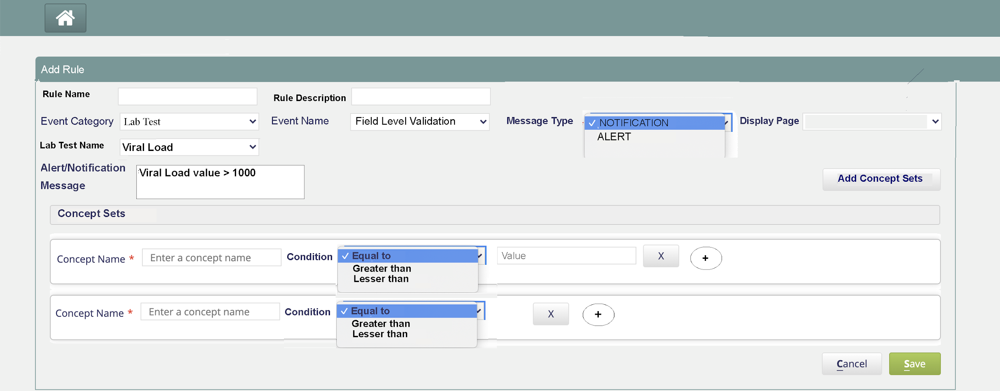 Add Rule
Rule Name
Rule Description
Event Category Lab Test Event Name Field Level Validation Message Type ✓ NOTIFICATION Display Page
ALERT
Lab Test Name Viral Load
Alert/Notification
Message
Viral Load value > 1000
Add Concept Sets
Concept Sets
Concept Name * Enter a concept name Condition ✓ Equal to Value X +
Greater than
Lesser than
Concept Name * Enter a concept name Condition ✓ Equal to X +
Greater than
Lesser than
Cancel Save